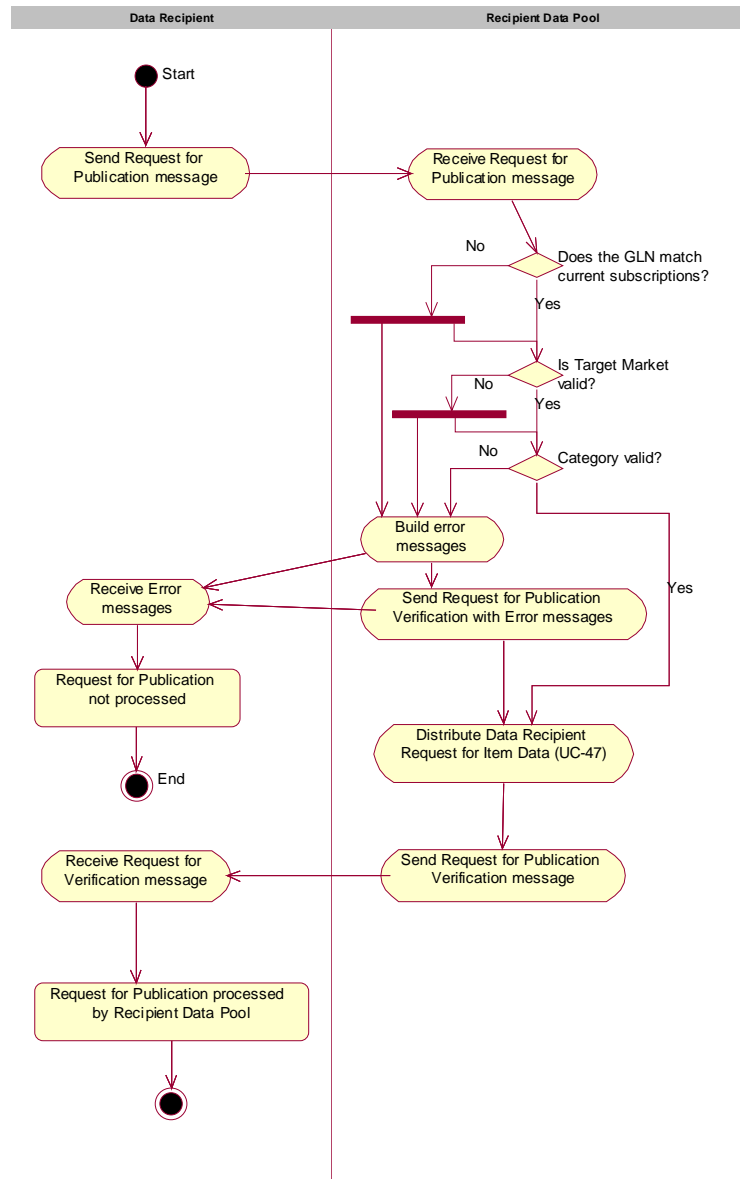 Data Recipient
Recipient Data Pool
Start
Send Request for
Publication message
Receive Request for
Publication message
No
Does the GLN match
current subscriptions?
Yes
Is Target Market
valid?
No
Yes
No
Category valid?
Build error
messages
Receive Error
messages
Send Request for Publication
Verification with Error messages
Yes
Request for Publication
not processed
Distribute Data Recipient
Request for Item Data (UC-47)
End
Receive Request for
Verification message
Send Request for Publication
Verification message
Request for Publication processed
by Recipient Data Pool